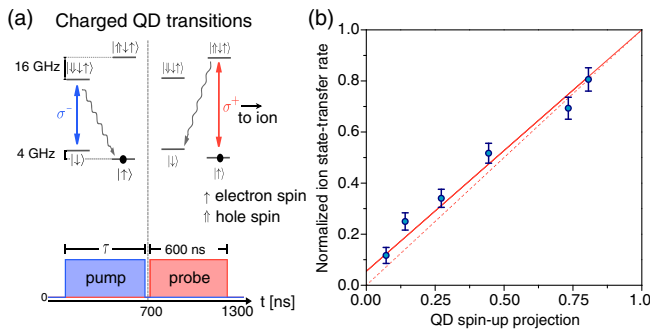 (a) Charged QD transitions
|⇑↓↑⟩
16 GHz
|⇓↓↑⟩
σ⁻
4 GHz
|↓⟩
|↑⟩
|⇑↓↑⟩
|⇓↓↑⟩
σ⁺
to ion
|↓⟩
|↑⟩
↑ electron spin
⇑ hole spin
τ
600 ns
pump
probe
0
700
1300
t [ns]
(b)
Normalized ion state-transfer rate
1.0
0.8
0.6
0.4
0.2
0.0
0.00
0.25
0.50
0.75
1.00
QD spin-up projection